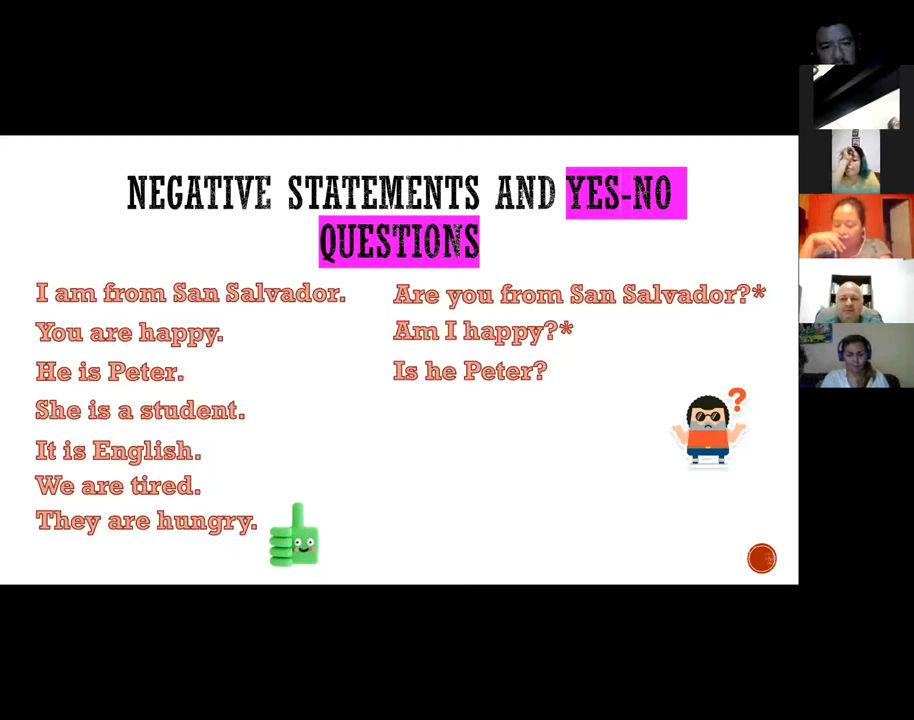 NEGATIVE STATEMENTS AND YES-NO
QUESTIONS
I am from San Salvador.
You are happy.
He is Peter.
She is a student.
It is English.
We are tired.
They are hungry.
Are you from San Salvador?*
Am I happy?*
Is he Peter?
?